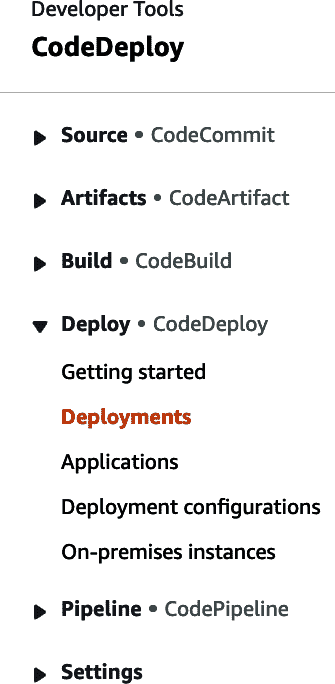 Developer Tools
CodeDeploy
Source • CodeCommit
Artifacts • CodeArtifact
Build • CodeBuild
Deploy • CodeDeploy
Getting started
Deployments
Applications
Deployment configurations
On-premises instances
Pipeline • CodePipeline
Settings